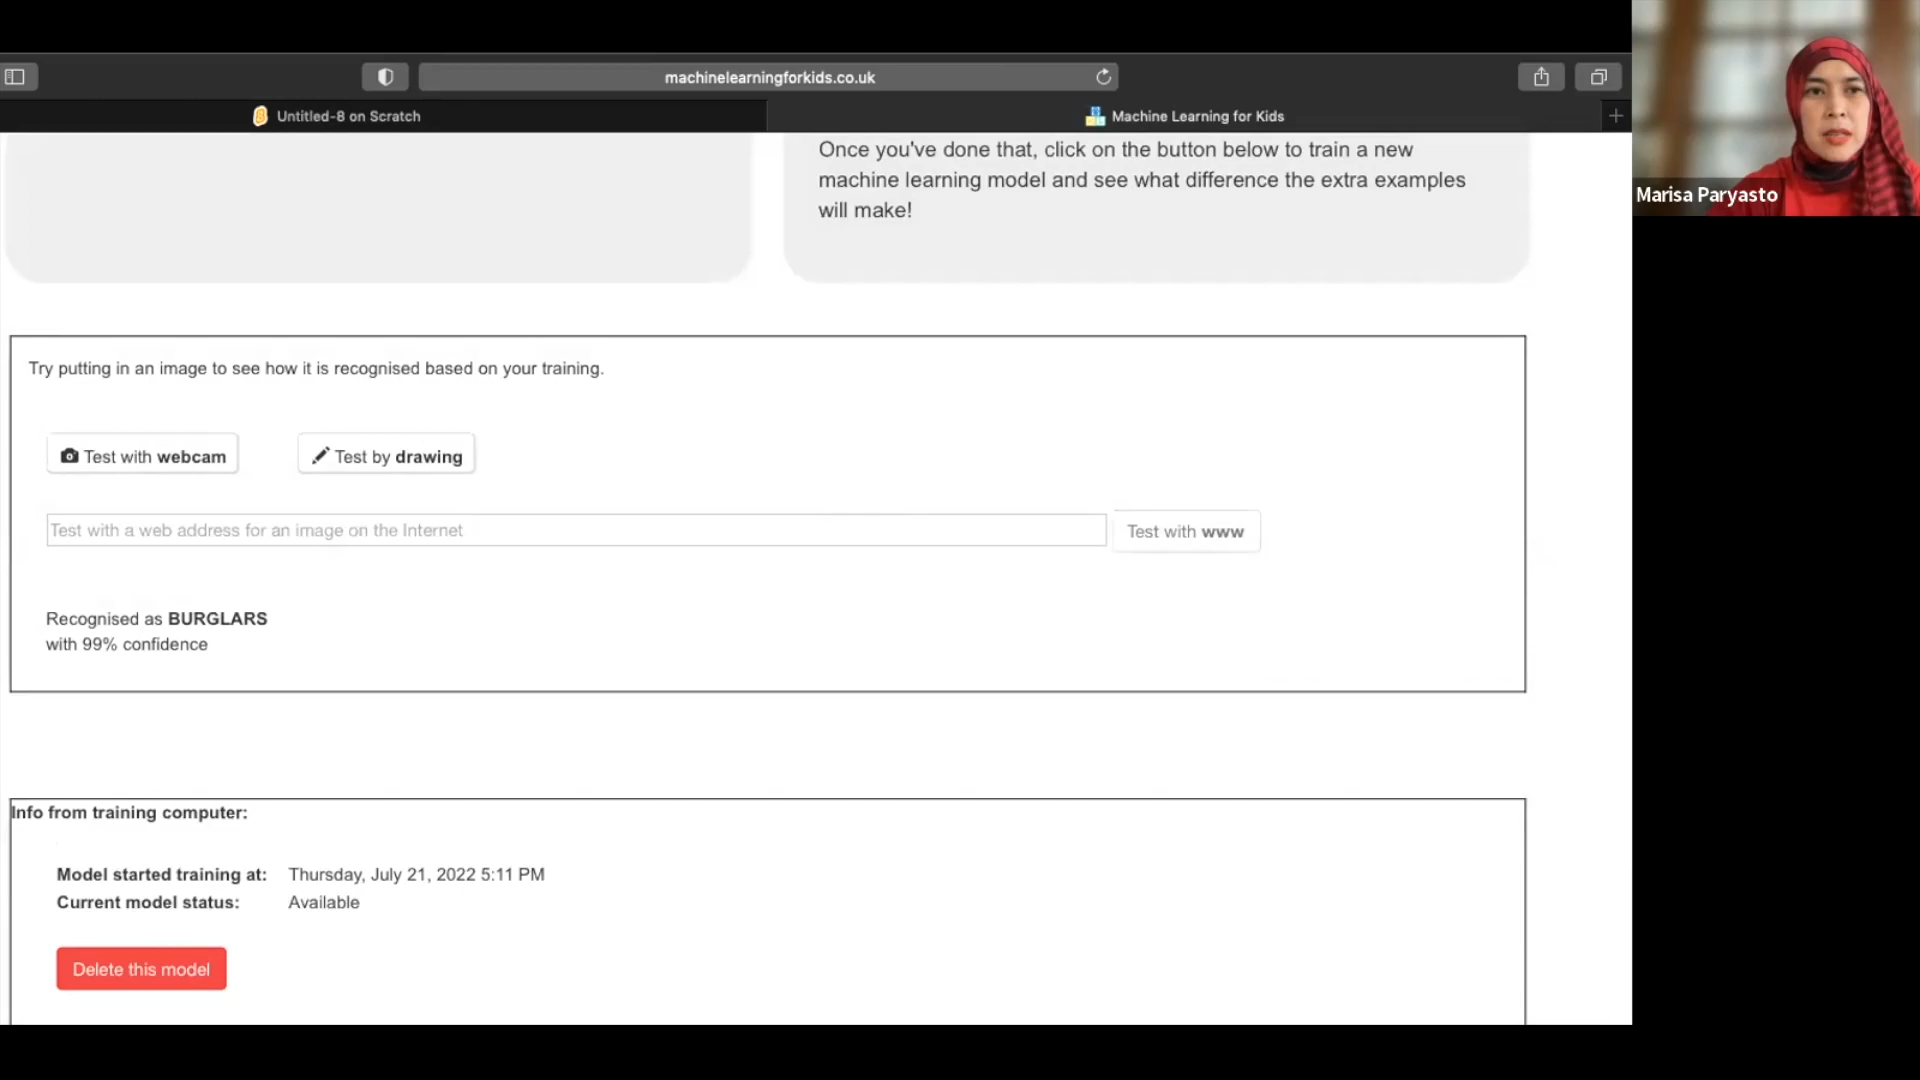 machinelearningforkids.co.uk
Untitled-8 on Scratch
Machine Learning for Kids
Once you've done that, click on the button below to train a new
machine learning model and see what difference the extra examples
will make!
Marisa Paryasto
Try putting in an image to see how it is recognised based on your training.
Test with webcam
Test by drawing
Test with a web address for an image on the Internet
Test with www
Recognised as BURGLARS
with 99% confidence
Info from training computer:
Model started training at: Thursday, July 21, 2022 5:11 PM
Current model status: Available
Delete this model